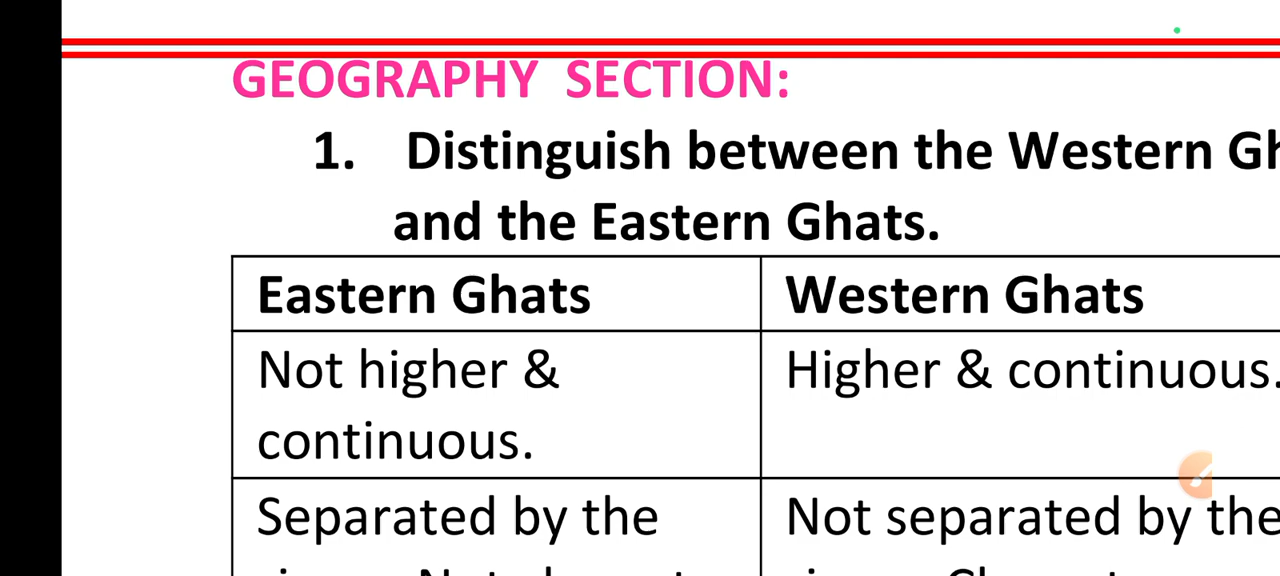 GEOGRAPHY SECTION:
1. Distinguish between the Western
and the Eastern Ghats.
Eastern Ghats
Western Ghats
Not higher &
continuous.
Higher & continuous.
Separated by the
Not separated by the